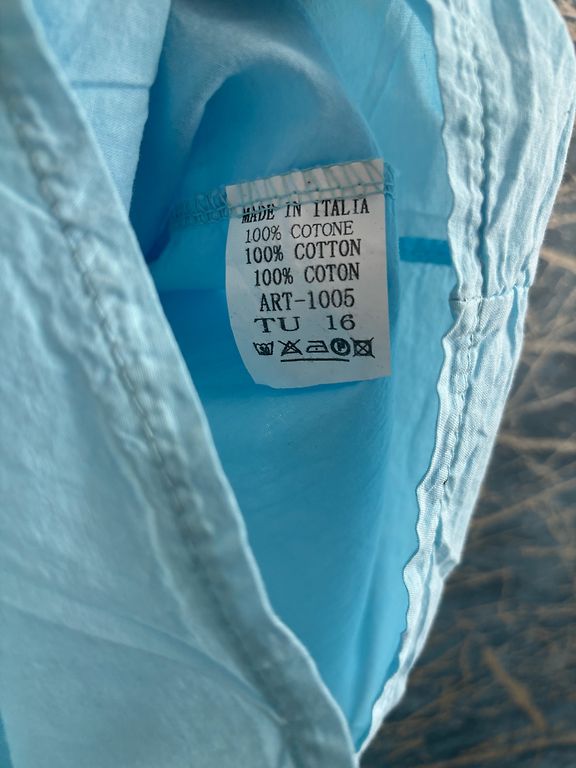 MADE IN ITALIA
100% COTONE
100% COTTON
100% COTON
ART-1005
TU 16